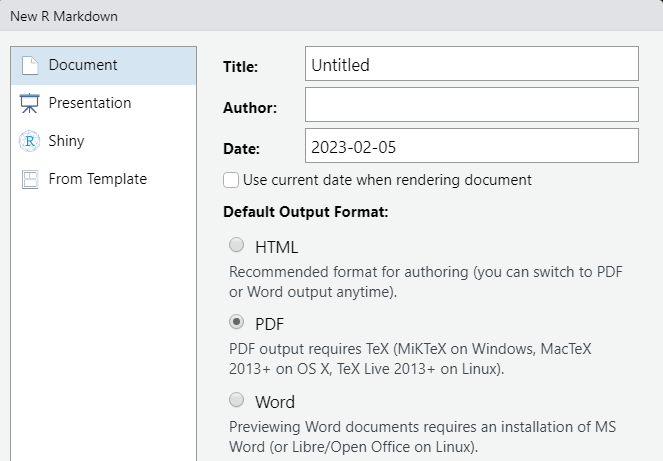 New R Markdown
Document
Presentation
Shiny
From Template
Title: Untitled
Author:
Date: 2023-02-05
Use current date when rendering document
Default Output Format:
HTML
Recommended format for authoring (you can switch to PDF
or Word output anytime).
PDF
PDF output requires TeX (MiKTeX on Windows, MacTeX
2013+ on OS X, TeX Live 2013+ on Linux).
Word
Previewing Word documents requires an installation of MS
Word (or Libre/Open Office on Linux).